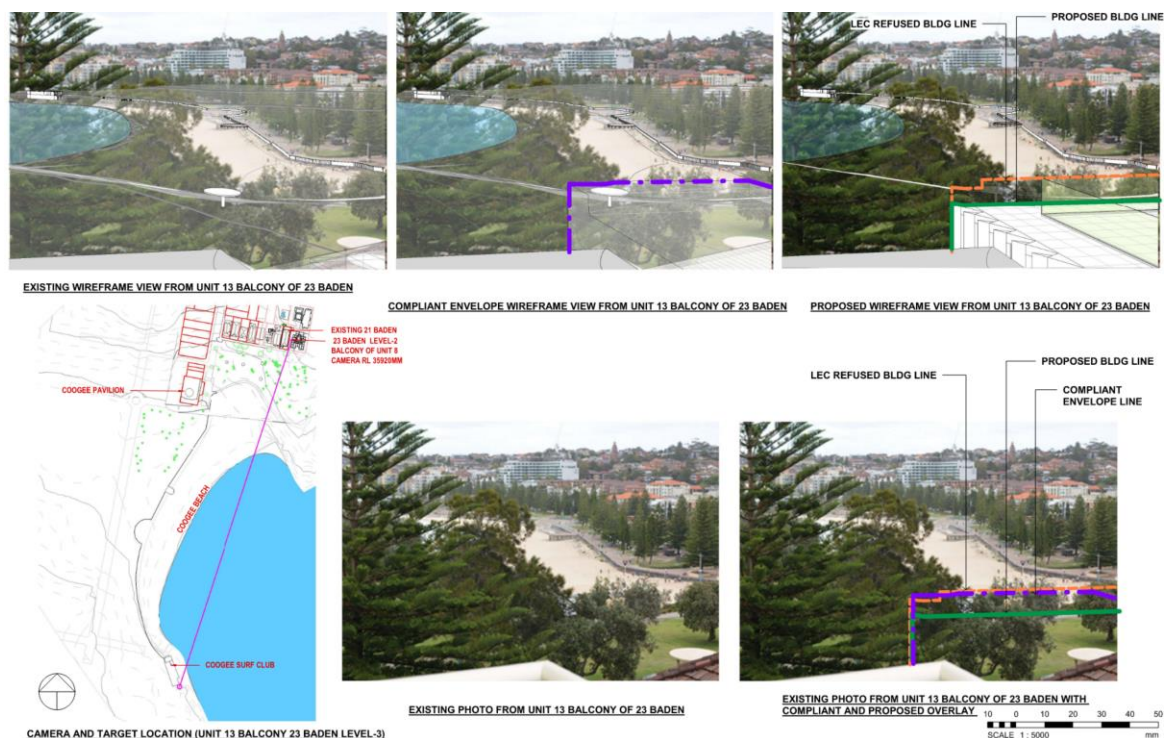 LEC REFUSED BLDG LINE
PROPOSED BLDG LINE
EXISTING WIREFRAME VIEW FROM UNIT 13 BALCONY OF 23 BADEN
COMPLIANT ENVELOPE WIREFRAME VIEW FROM UNIT 13 BALCONY OF 23 BADEN
PROPOSED WIREFRAME VIEW FROM UNIT 13 BALCONY OF 23 BADEN
EXISTING 21 BADEN
23 BADEN LEVEL-2
BALCONY OF UNIT 8
CAMERA RL 35920MM
COOGEE PAVILION
COOGEE BEACH
COOGEE SURF CLUB
CAMERA AND TARGET LOCATION (UNIT 13 BALCONY 23 BADEN LEVEL-3)
EXISTING PHOTO FROM UNIT 13 BALCONY OF 23 BADEN
LEC REFUSED BLDG LINE
PROPOSED BLDG LINE
COMPLIANT
ENVELOPE LINE
EXISTING PHOTO FROM UNIT 13 BALCONY OF 23 BADEN WITH
COMPLIANT AND PROPOSED OVERLAY
10 0 10 20 30 40 50
SCALE 1 : 5000 mm